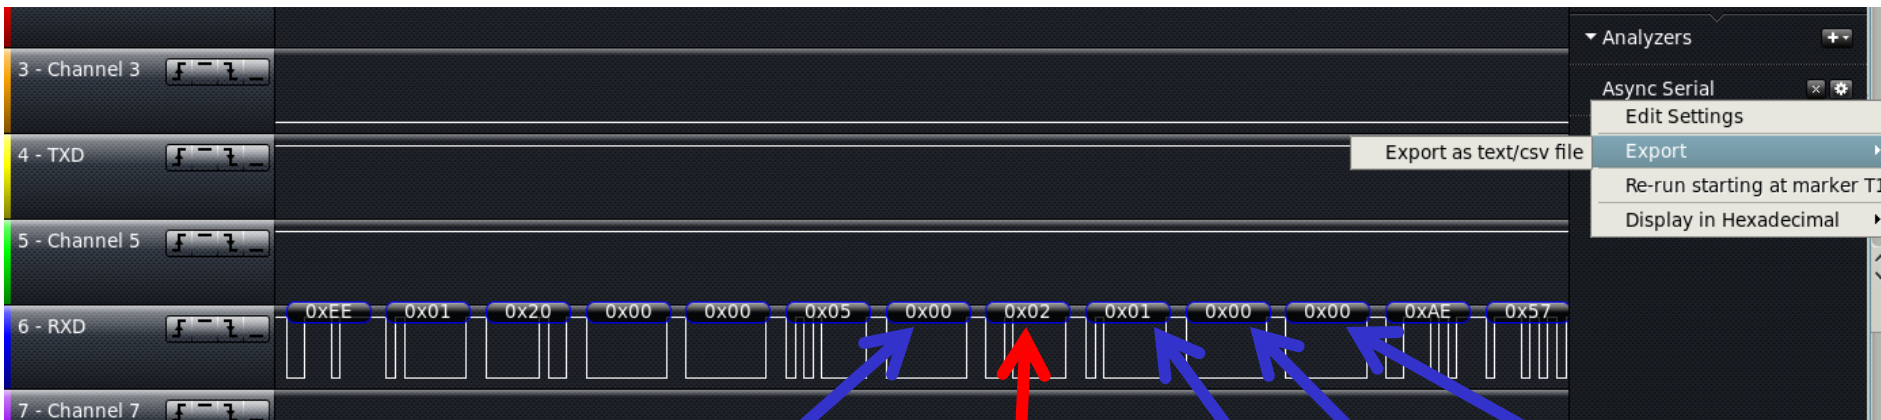 Analyzers
3 - Channel 3
Async Serial
Edit Settings
4 - TXD
Export as text/csv file
Export
Re-run starting at marker T1
Display in Hexadecimal
5 - Channel 5
6 - RXD
0xEE 0x01 0x20 0x00 0x00 0x05 0x00 0x02 0x01 0x00 0x00 0xAE 0x57
7 - Channel 7